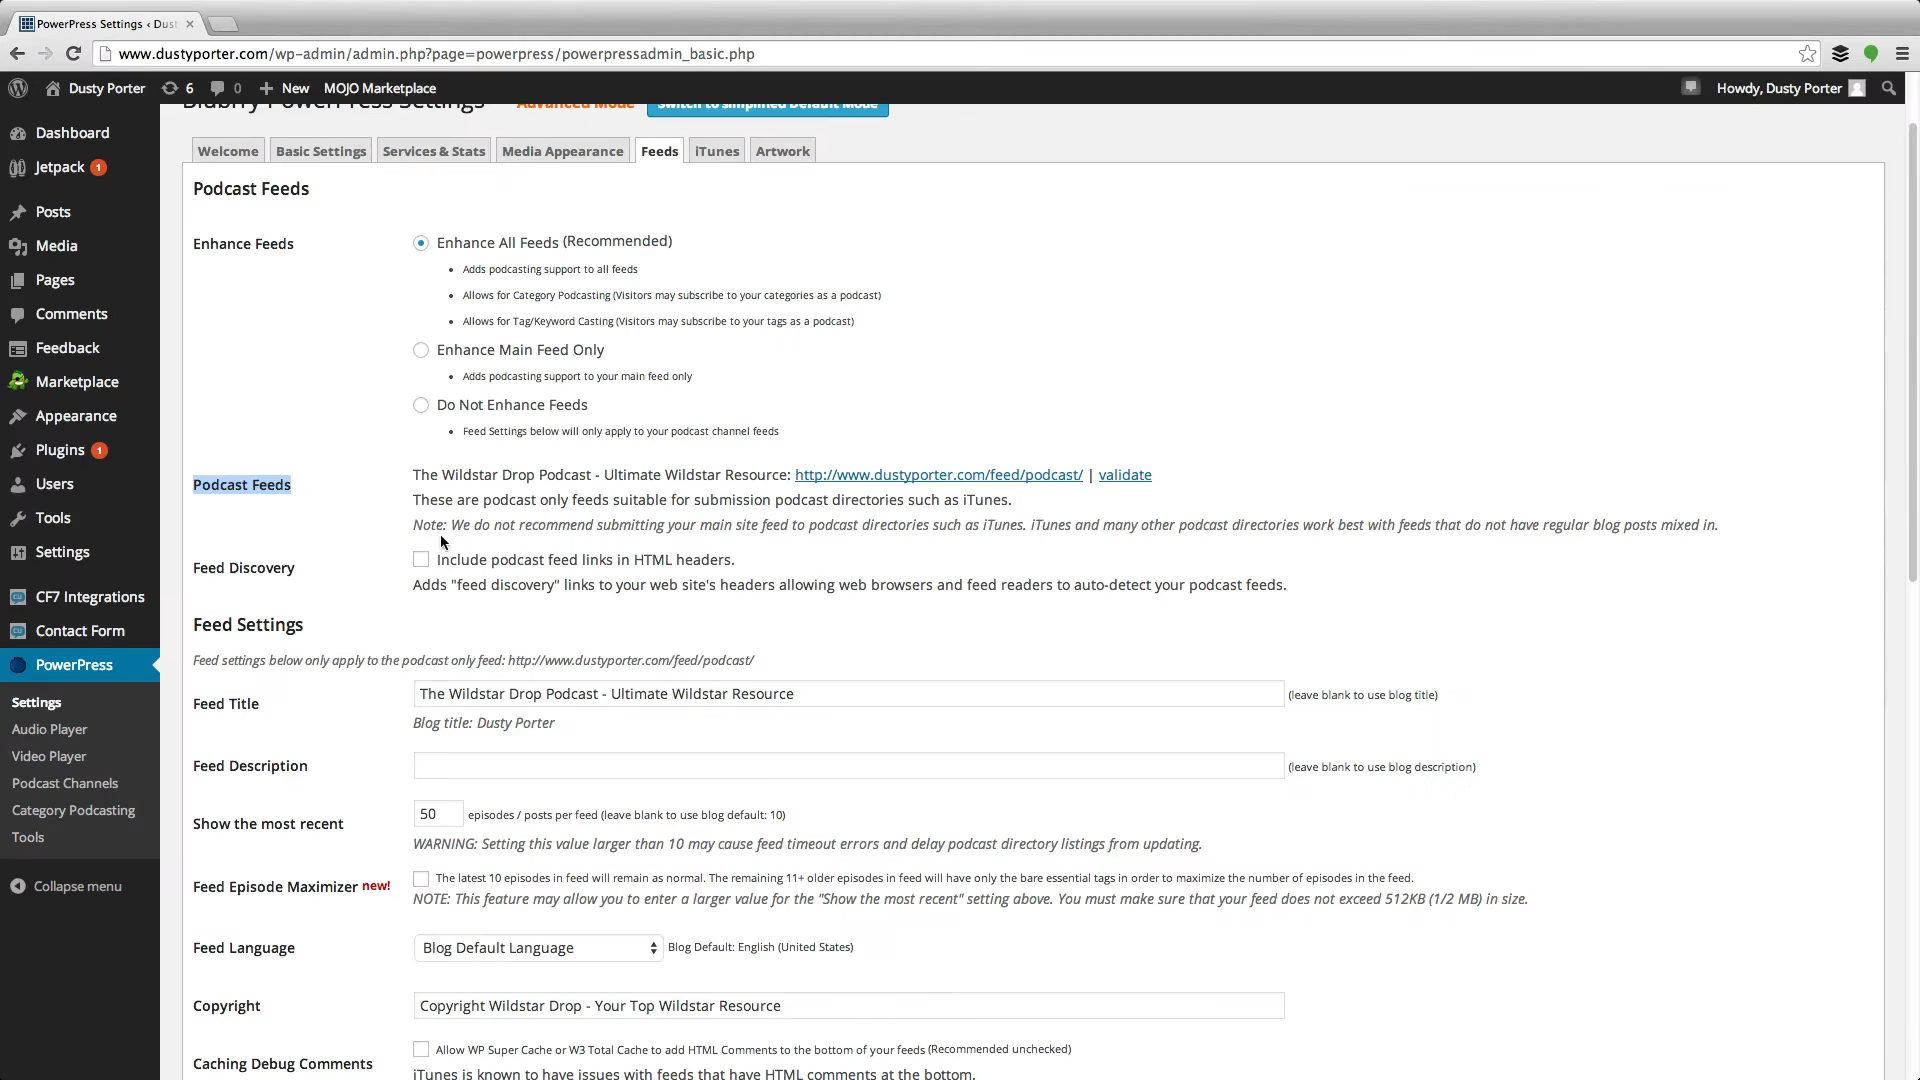 PowerPress Settings ‹ Dust
www.dustyporter.com/wp-admin/admin.php?page=powerpress/powerpressadmin_basic.php
Dusty Porter 6 0 New MOJO Marketplace Howdy, Dusty Porter
Blubrry PowerPress Settings Advanced Mode Switch to simplified Default Mode
Dashboard
Jetpack 1
Posts
Media
Pages
Comments
Feedback
Marketplace
Appearance
Plugins 1
Users
Tools
Settings
CF7 Integrations
Contact Form
PowerPress
Settings
Audio Player
Video Player
Podcast Channels
Category Podcasting
Tools
Collapse menu
Welcome Basic Settings Services & Stats Media Appearance Feeds iTunes Artwork
Podcast Feeds
Enhance Feeds
Enhance All Feeds (Recommended)
• Adds podcasting support to all feeds
• Allows for Category Podcasting (Visitors may subscribe to your categories as a podcast)
• Allows for Tag/Keyword Casting (Visitors may subscribe to your tags as a podcast)
Enhance Main Feed Only
• Adds podcasting support to your main feed only
Do Not Enhance Feeds
• Feed Settings below will only apply to your podcast channel feeds
Podcast Feeds
The Wildstar Drop Podcast - Ultimate Wildstar Resource: http://www.dustyporter.com/feed/podcast/ | validate
These are podcast only feeds suitable for submission podcast directories such as iTunes.
Note: We do not recommend submitting your main site feed to podcast directories such as iTunes. iTunes and many other podcast directories work best with feeds that do not have regular blog posts mixed in.
Feed Discovery
Include podcast feed links in HTML headers.
Adds "feed discovery" links to your web site's headers allowing web browsers and feed readers to auto-detect your podcast feeds.
Feed Settings
Feed settings below only apply to the podcast only feed: http://www.dustyporter.com/feed/podcast/
Feed Title
The Wildstar Drop Podcast - Ultimate Wildstar Resource (leave blank to use blog title)
Blog title: Dusty Porter
Feed Description (leave blank to use blog description)
Show the most recent
50 episodes / posts per feed (leave blank to use blog default: 10)
WARNING: Setting this value larger than 10 may cause feed timeout errors and delay podcast directory listings from updating.
Feed Episode Maximizer new!
The latest 10 episodes in feed will remain as normal. The remaining 11+ older episodes in feed will have only the bare essential tags in order to maximize the number of episodes in the feed.
NOTE: This feature may allow you to enter a larger value for the "Show the most recent" setting above. You must make sure that your feed does not exceed 512KB (1/2 MB) in size.
Feed Language
Blog Default Language Blog Default: English (United States)
Copyright
Copyright Wildstar Drop - Your Top Wildstar Resource
Caching Debug Comments
Allow WP Super Cache or W3 Total Cache to add HTML Comments to the bottom of your feeds (Recommended unchecked)
iTunes is known to have issues with feeds that have HTML comments at the bottom.